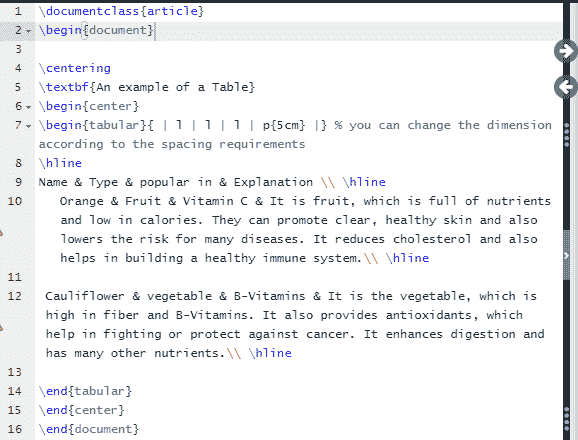 1 \documentclass{article}
2 \begin{document}
3
4 \centering
5 \textbf{An example of a Table}
6 \begin{center}
7 \begin{tabular}{ | l | l | l | p{5cm} |} % you can change the dimension
according to the spacing requirements
8 \hline
9 Name & Type & popular in & Explanation \\ \hline
10 Orange & Fruit & Vitamin C & It is fruit, which is full of nutrients
and low in calories. They can promote clear, healthy skin and also
lowers the risk for many diseases. It reduces cholesterol and also
helps in building a healthy immune system.\\ \hline
11
12 Cauliflower & vegetable & B-Vitamins & It is the vegetable, which is
high in fiber and B-Vitamins. It also provides antioxidants, which
help in fighting or protect against cancer. It enhances digestion and
has many other nutrients.\\ \hline
13
14 \end{tabular}
15 \end{center}
16 \end{document}